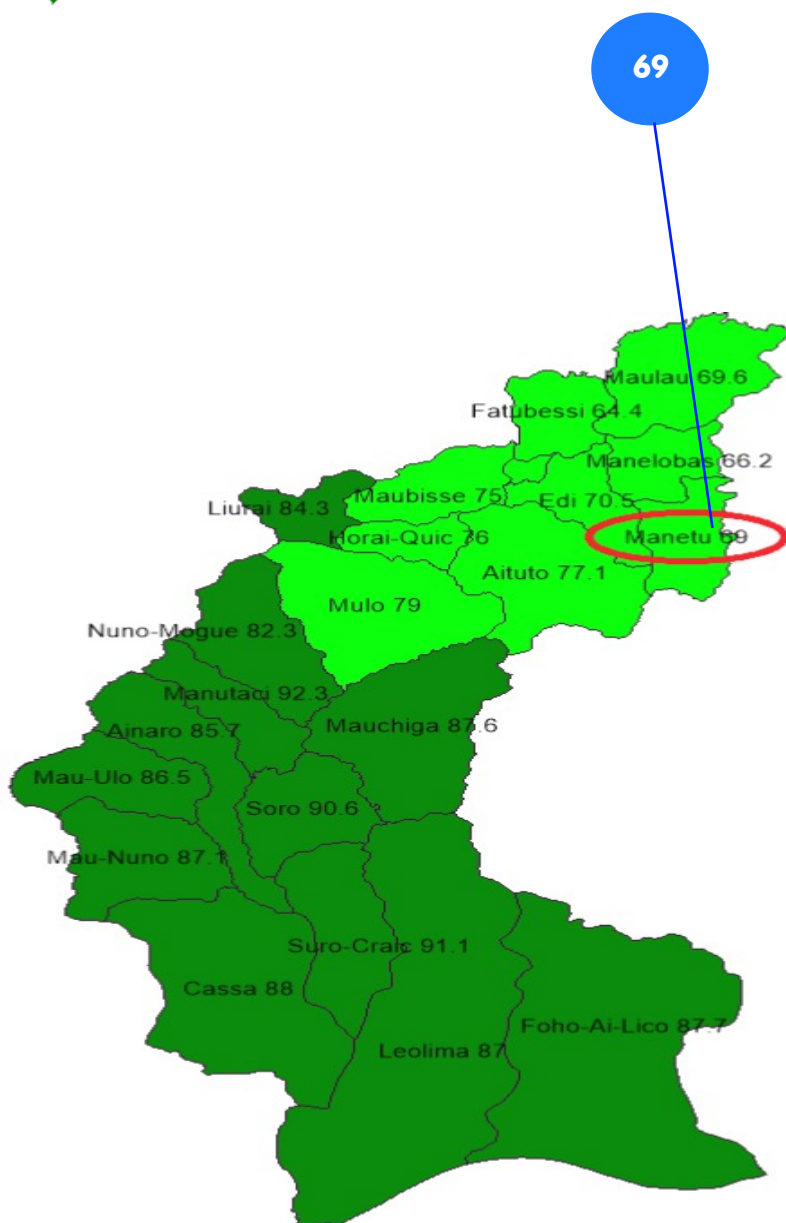 69
Maulau 69.6
Fatubessi 64.4
Manelobas 66.2
Maubisse 75
Edi 70.5
Liurai 84.3
Horai-Quic 76
Manetu 69
Aituto 77.1
Mulo 79
Nuno-Mogue 82.3
Manutaci 92.3
Mauchiga 87.6
Ainaro 85.7
Mau-Ulo 86.5
Soro 90.6
Mau-Nuno 87.1
Suro-Craic 91.1
Cassa 88
Foho-Ai-Lico 87.7
Leolima 87